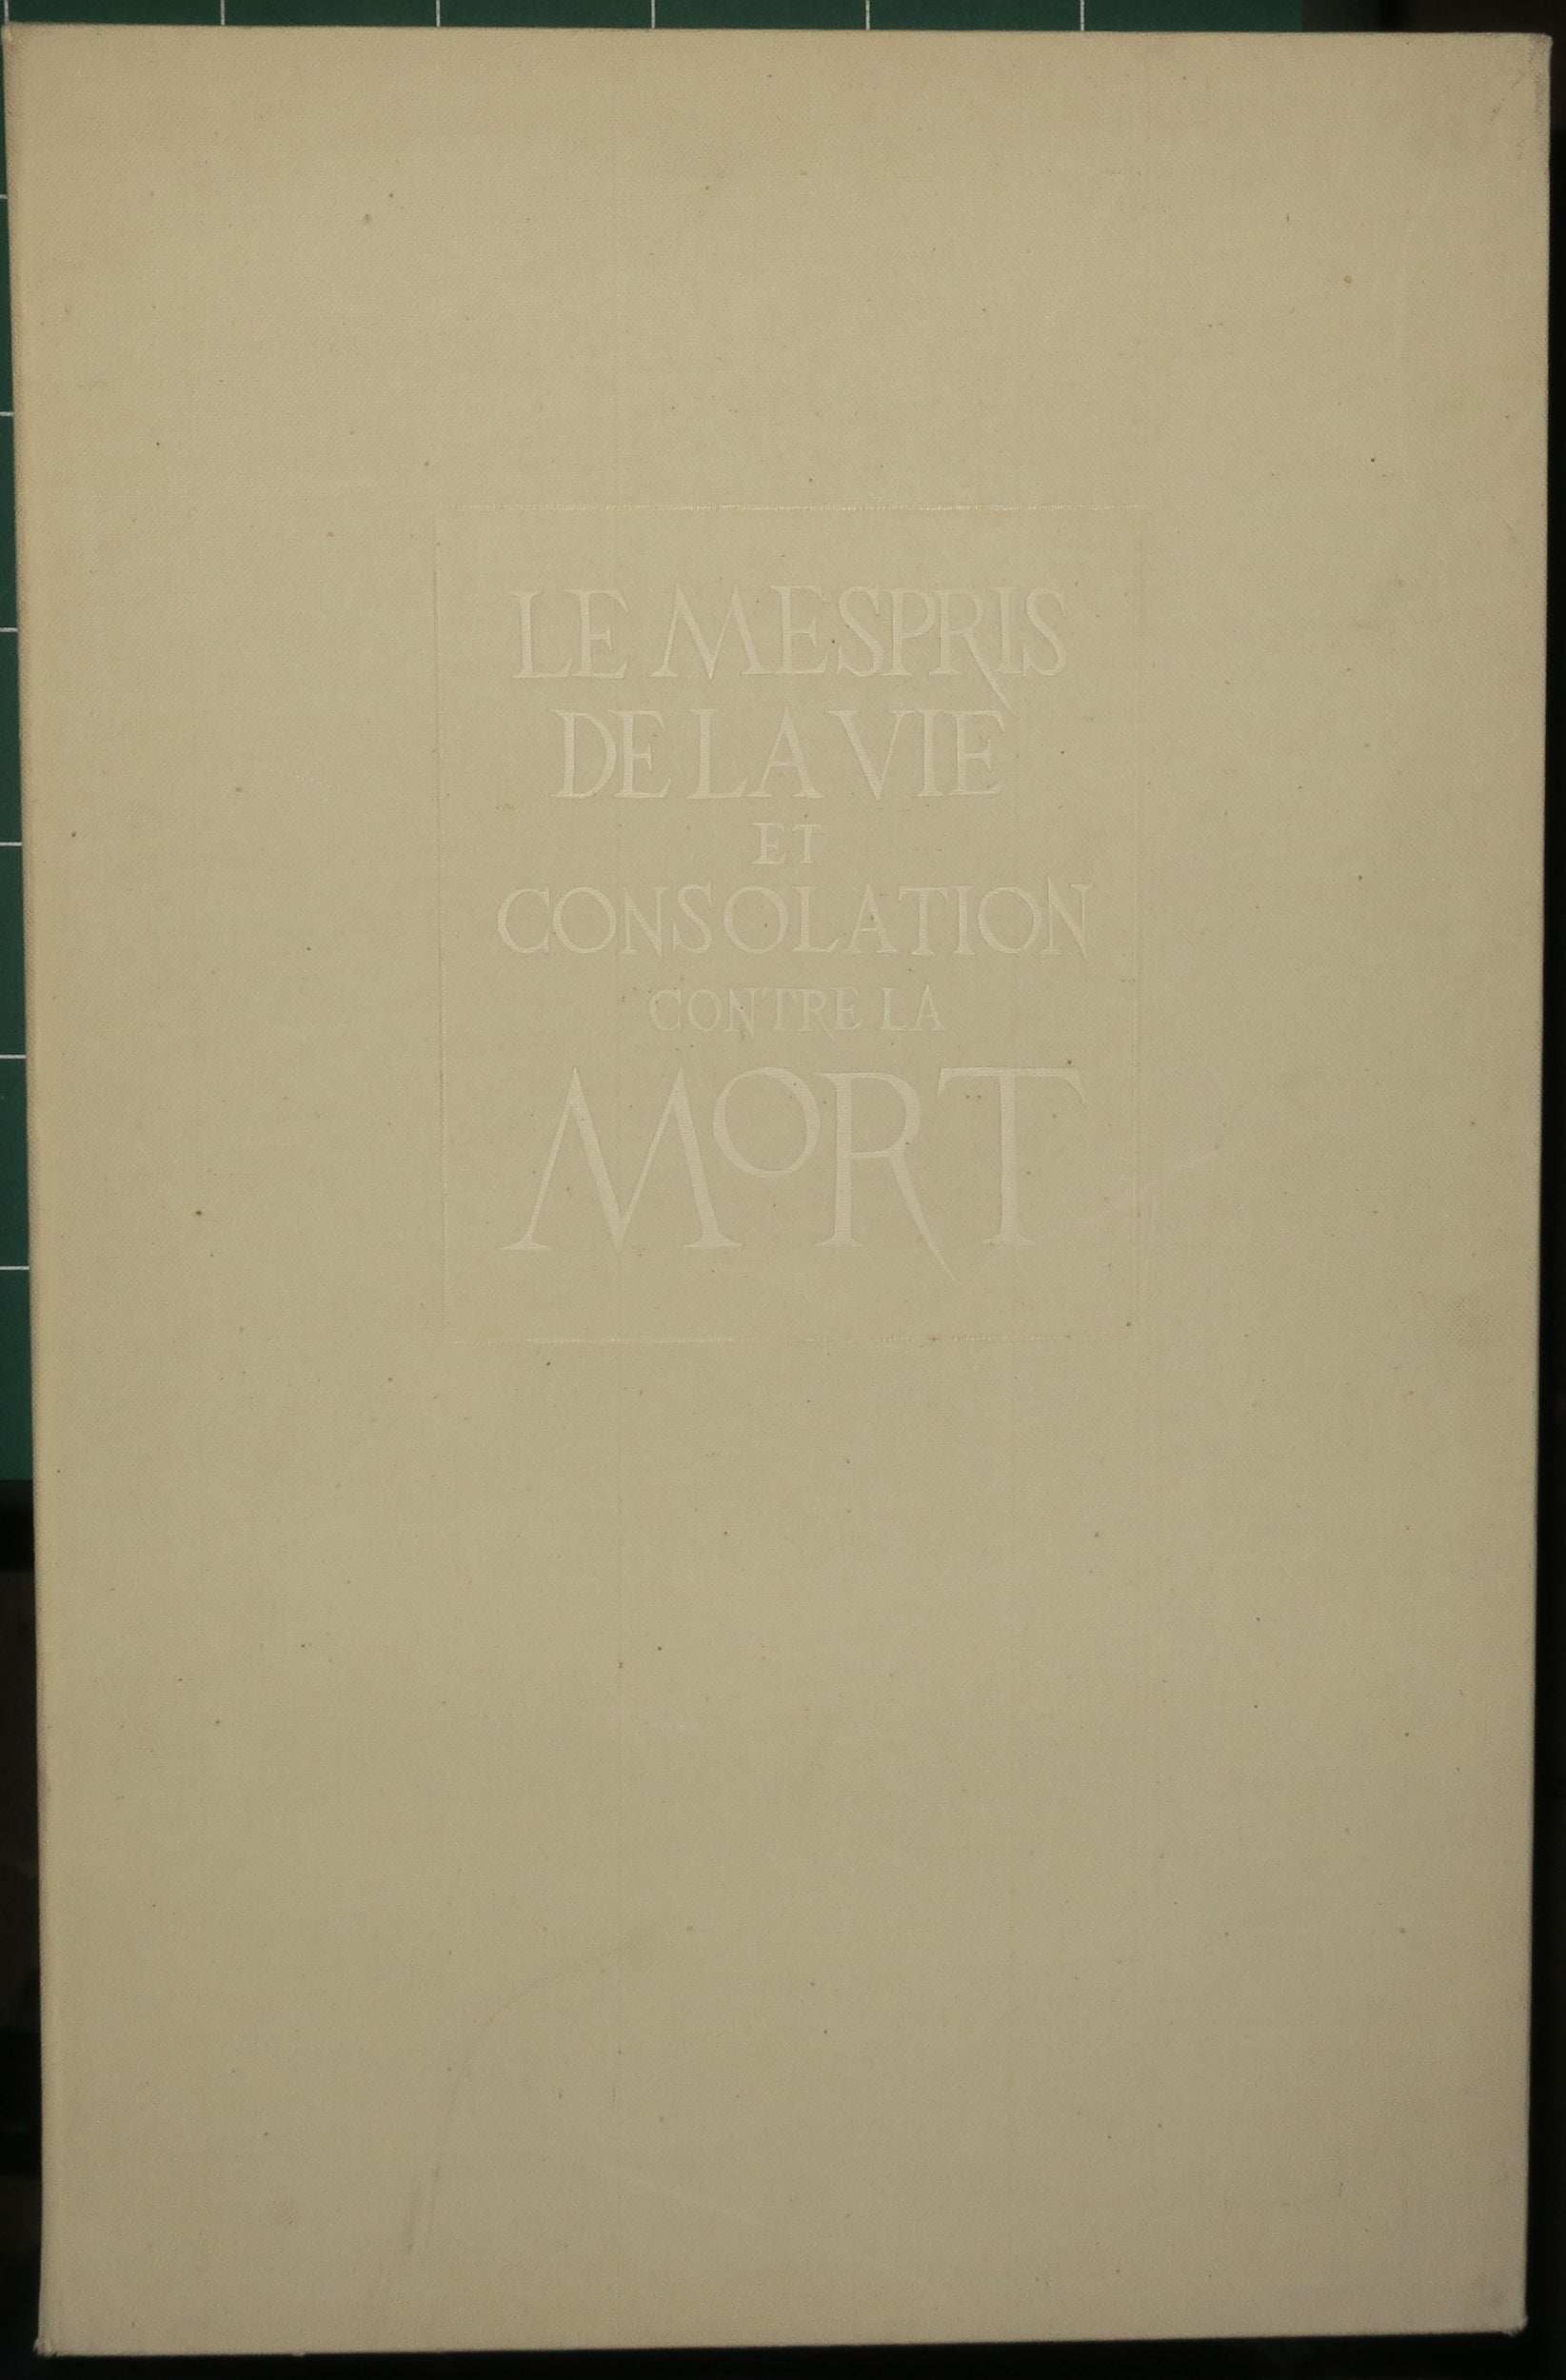 LE MESPRIS
DE LA VIE
ET
CONSOLATION
CONTRE LA
MORT